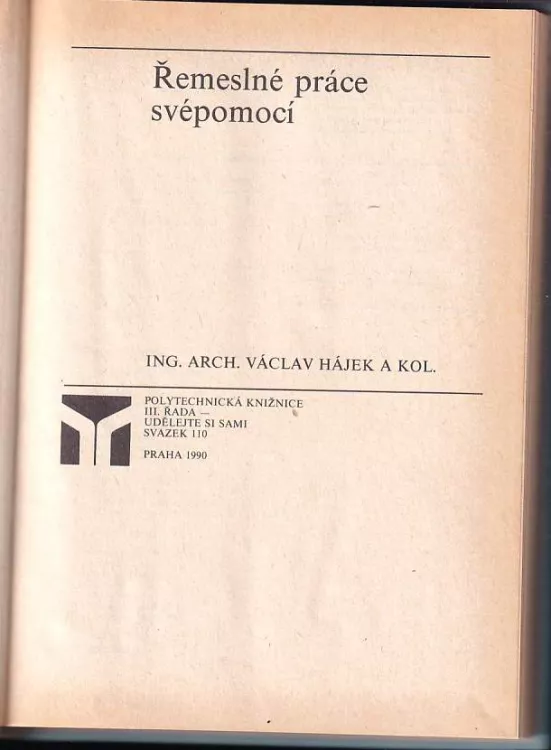 Řemeslné práce
svépomocí
ING. ARCH. VÁCLAV HÁJEK A KOL.
POLYTECHNICKÁ KNIŽNICE
III. ŘADA —
UDĚLEJTE SI SAMI
SVAZEK 110
PRAHA 1990